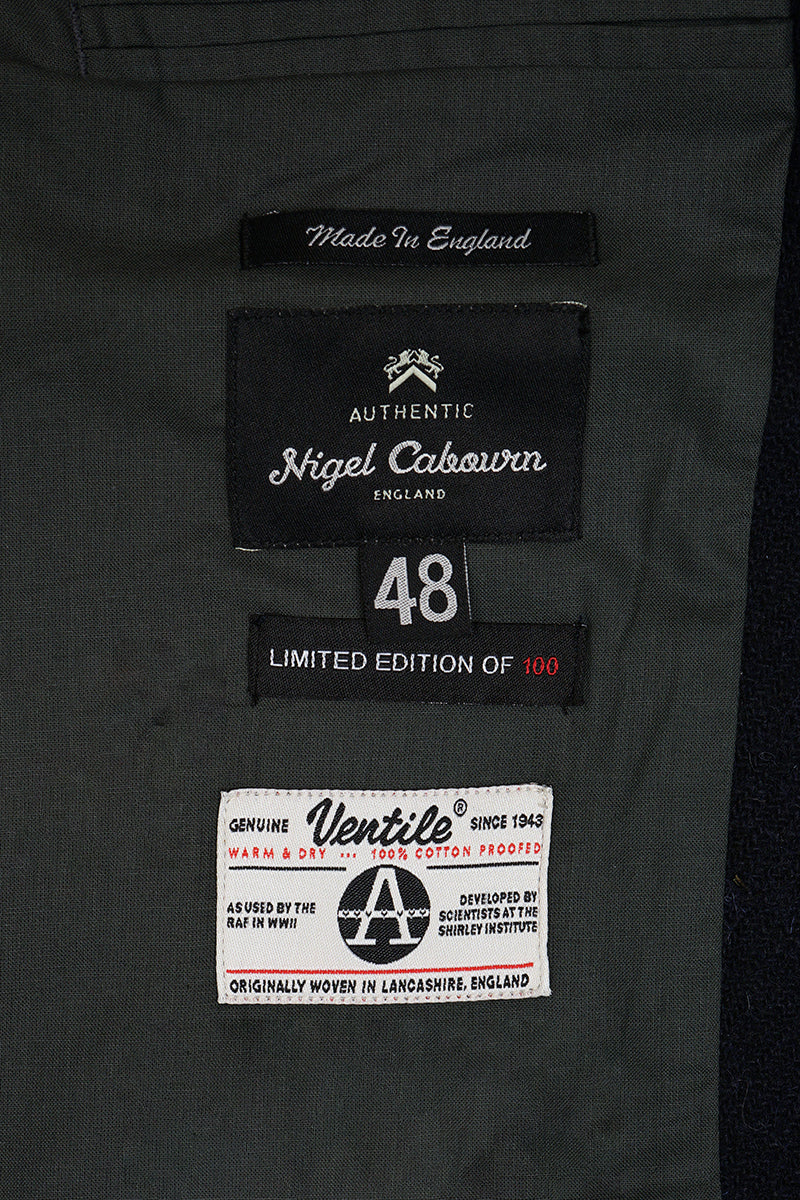 Made In England
AUTHENTIC
Nigel Cabourn
ENGLAND
48
LIMITED EDITION OF 100
GENUINE Ventile® SINCE 1943
WARM & DRY ... 100% COTTON PROOFED
AS USED BY THE
RAF IN WWII
A
DEVELOPED BY
SCIENTISTS AT THE
SHIRLEY INSTITUTE
ORIGINALLY WOVEN IN LANCASHIRE, ENGLAND